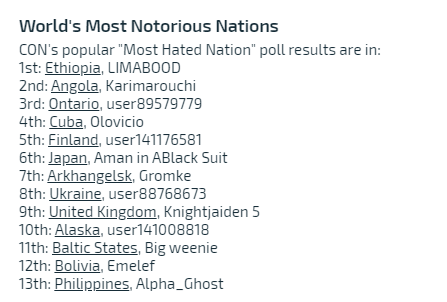 World's Most Notorious Nations
CON's popular "Most Hated Nation" poll results are in:
1st: Ethiopia, LIMABOOD
2nd: Angola, Karimarouchi
3rd: Ontario, user89579779
4th: Cuba, Olovicio
5th: Finland, user141176581
6th: Japan, Aman in ABlack Suit
7th: Arkhangelsk, Gromke
8th: Ukraine, user88768673
9th: United Kingdom, Knightjaiden 5
10th: Alaska, user141008818
11th: Baltic States, Big weenie
12th: Bolivia, Emelef
13th: Philippines, Alpha_Ghost